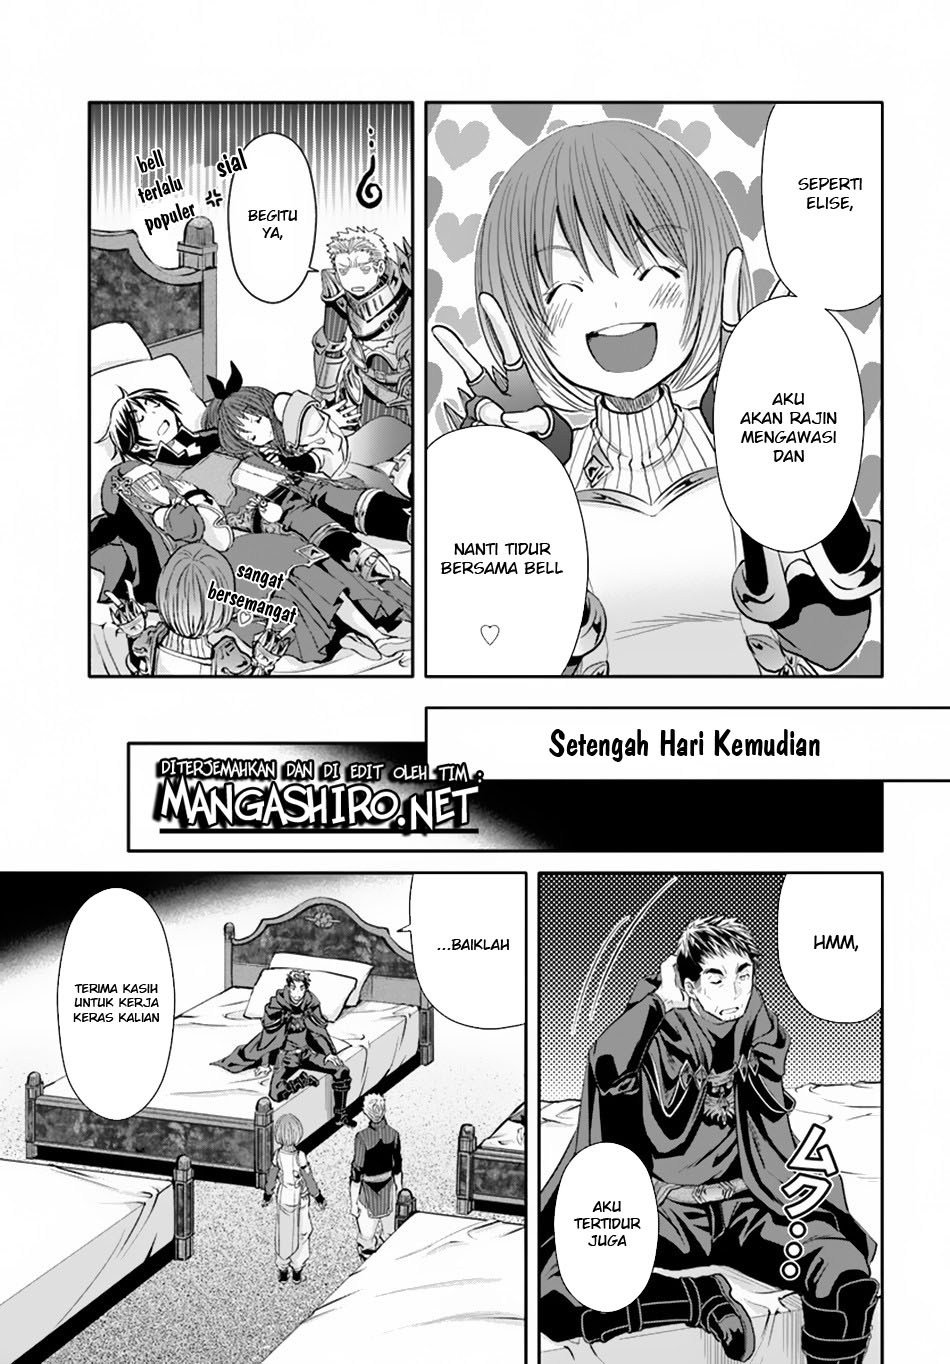 SEPERTI
ELISE,
AKU
AKAN RAJIN
MENGAWASI
DAN
NANTI TIDUR
BERSAMA BELL
♡
BEGITU
YA,
sial
bell
terlalu
populer
sangat
bersemangat
♡
Setengah Hari Kemudian
DITERJEMAHKAN DAN DI EDIT OLEH TIM :
MANGASHIRO.NET
HMM,
AKU
TERTIDUR
JUGA
ムク・・・
...BAIKLAH
TERIMA KASIH
UNTUK KERJA
KERAS KALIAN